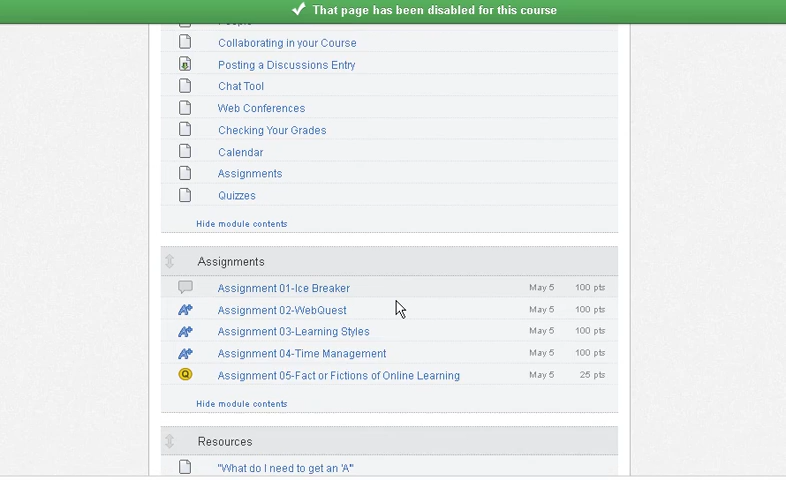 That page has been disabled for this course
People
Collaborating in your Course
Posting a Discussions Entry
Chat Tool
Web Conferences
Checking Your Grades
Calendar
Assignments
Quizzes
Hide module contents
Assignments
Assignment 01-Ice Breaker May 5 100 pts
Assignment 02-WebQuest May 5 100 pts
Assignment 03-Learning Styles May 5 100 pts
Assignment 04-Time Management May 5 100 pts
Q Assignment 05-Fact or Fictions of Online Learning May 5 25 pts
Hide module contents
Resources
"What do I need to get an 'A'"